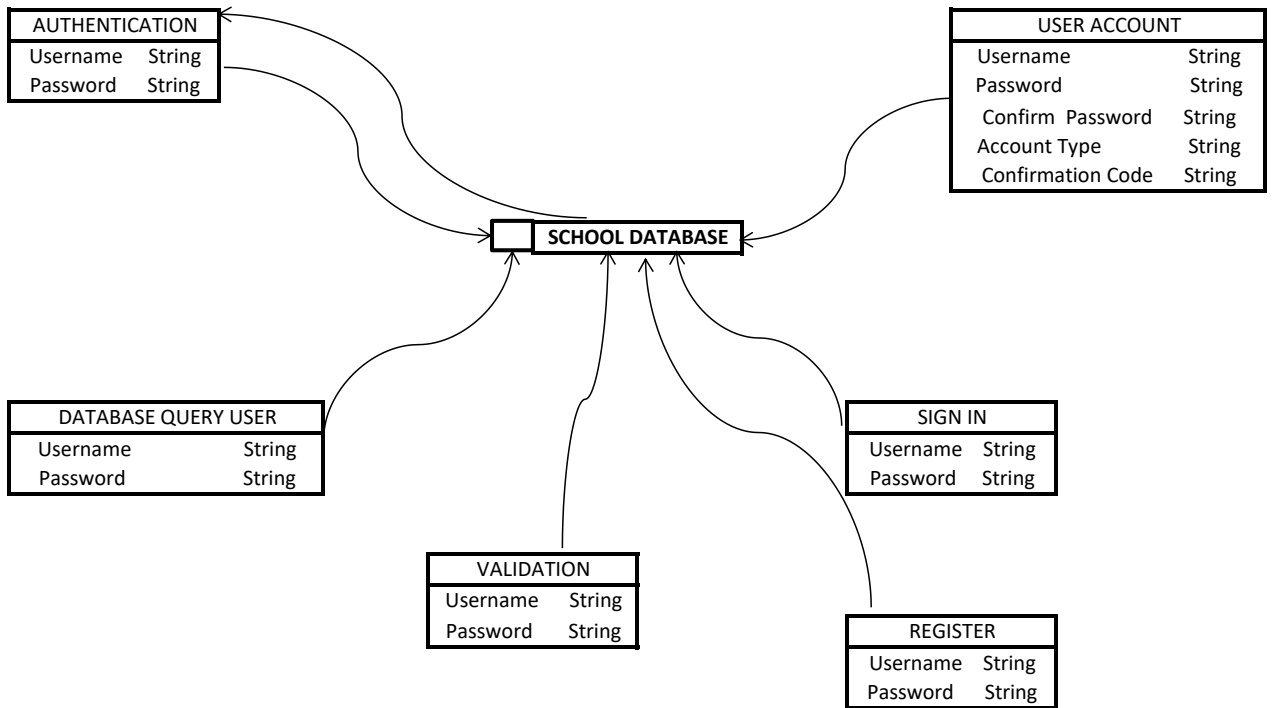 AUTHENTICATION
Username String
Password String
USER ACCOUNT
Username String
Password String
Confirm Password String
Account Type String
Confirmation Code String
SCHOOL DATABASE
DATABASE QUERY USER
Username String
Password String
SIGN IN
Username String
Password String
VALIDATION
Username String
Password String
REGISTER
Username String
Password String